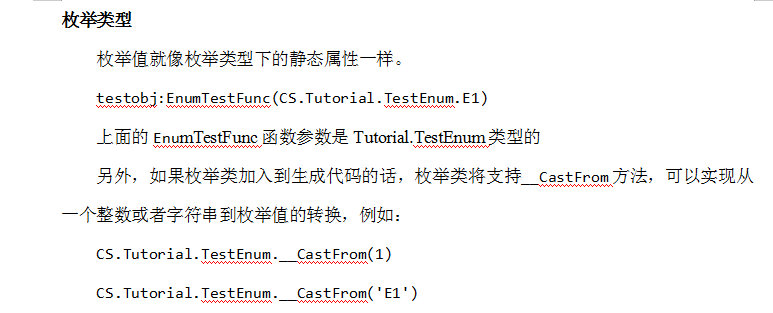 枚举类型
枚举值就像枚举类型下的静态属性一样。
testobj:EnumTestFunc(CS.Tutorial.TestEnum.E1)
上面的 EnumTestFunc 函数参数是 Tutorial.TestEnum 类型的
另外，如果枚举类加入到生成代码的话，枚举类将支持__CastFrom 方法，可以实现从
一个整数或者字符串到枚举值的转换，例如：
CS.Tutorial.TestEnum.__CastFrom(1)
CS.Tutorial.TestEnum.__CastFrom('E1')